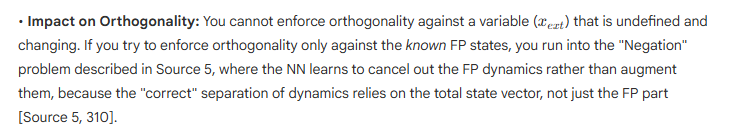 • Impact on Orthogonality: You cannot enforce orthogonality against a variable (x_ext) that is undefined and
changing. If you try to enforce orthogonality only against the known FP states, you run into the "Negation"
problem described in Source 5, where the NN learns to cancel out the FP dynamics rather than augment
them, because the "correct" separation of dynamics relies on the total state vector, not just the FP part
[Source 5, 310].